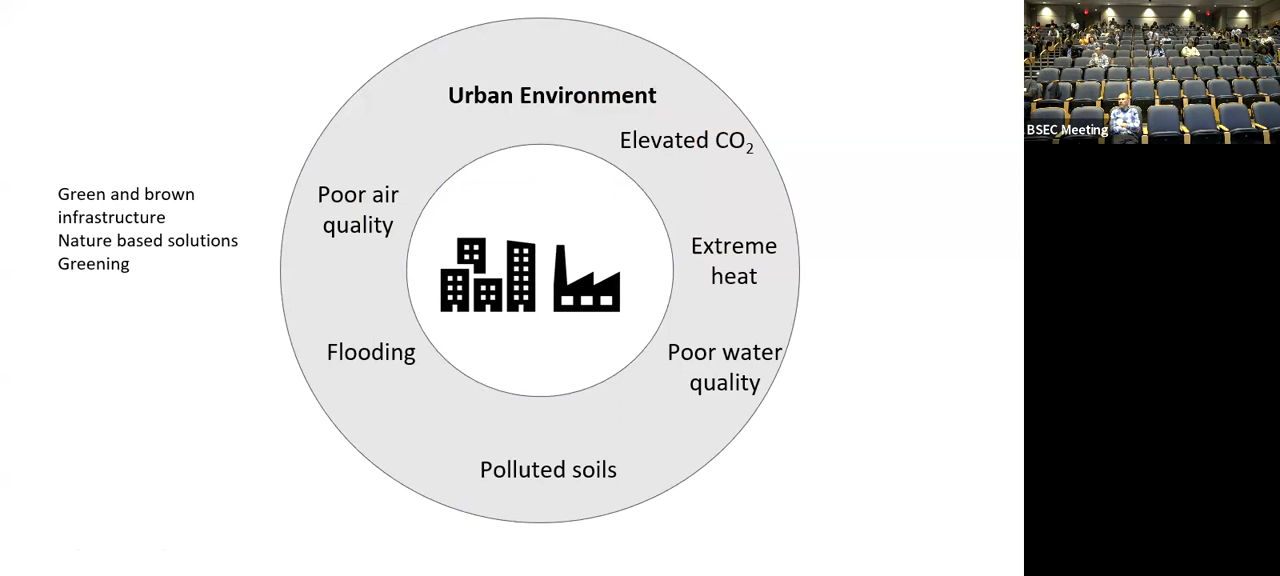 Urban Environment
Elevated CO₂
Poor air
quality
Green and brown
infrastructure
Nature based solutions
Greening
Extreme
heat
Flooding
Poor water
quality
Polluted soils
BSEC Meeting